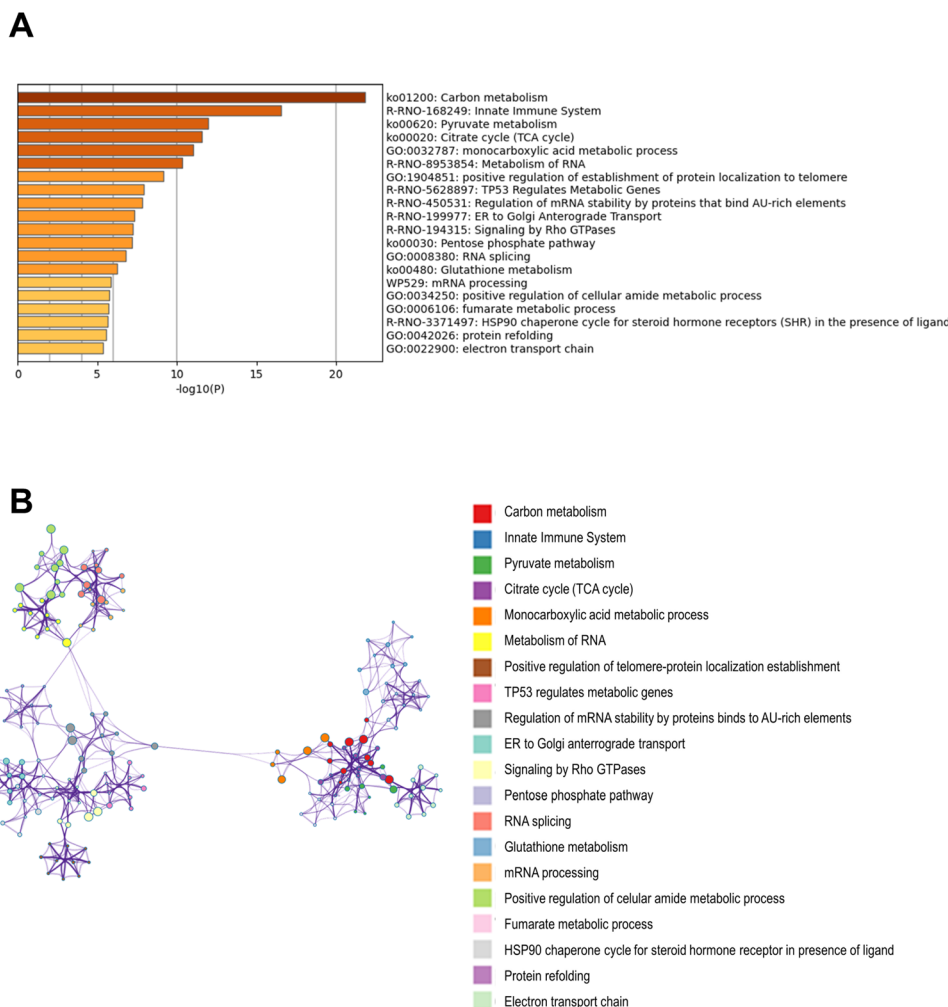 A
ko01200: Carbon metabolism
R-RNO-168249: Innate Immune System
ko00620: Pyruvate metabolism
ko00020: Citrate cycle (TCA cycle)
GO:0032787: monocarboxylic acid metabolic process
R-RNO-8953854: Metabolism of RNA
GO:1904851: positive regulation of establishment of protein localization to telomere
R-RNO-5628897: TP53 Regulates Metabolic Genes
R-RNO-450531: Regulation of mRNA stability by proteins that bind AU-rich elements
R-RNO-199977: ER to Golgi Anterograde Transport
R-RNO-194315: Signaling by Rho GTPases
ko00030: Pentose phosphate pathway
GO:0008380: RNA splicing
ko00480: Glutathione metabolism
WP529: mRNA processing
GO:0034250: positive regulation of cellular amide metabolic process
GO:0006106: fumarate metabolic process
R-RNO-3371497: HSP90 chaperone cycle for steroid hormone receptors (SHR) in the presence of ligand
GO:0042026: protein refolding
GO:0022900: electron transport chain
0 5 10 15 20
-log10(P)
B
Carbon metabolism
Innate Immune System
Pyruvate metabolism
Citrate cycle (TCA cycle)
Monocarboxylic acid metabolic process
Metabolism of RNA
Positive regulation of telomere-protein localization establishment
TP53 regulates metabolic genes
Regulation of mRNA stability by proteins binds to AU-rich elements
ER to Golgi anterrograde transport
Signaling by Rho GTPases
Pentose phosphate pathway
RNA splicing
Glutathione metabolism
mRNA processing
Positive regulation of celular amide metabolic process
Fumarate metabolic process
HSP90 chaperone cycle for steroid hormone receptor in presence of ligand
Protein refolding
Electron transport chain